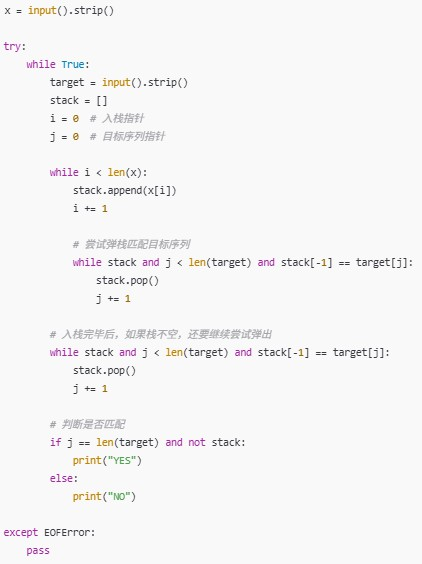 x = input().strip()

try:
    while True:
        target = input().strip()
        stack = []
        i = 0  # 入栈指针
        j = 0  # 目标序列指针

        while i < len(x):
            stack.append(x[i])
            i += 1

            # 尝试弹栈匹配目标序列
            while stack and j < len(target) and stack[-1] == target[j]:
                stack.pop()
                j += 1

        # 入栈完毕后，如果栈不空，还要继续尝试弹出
        while stack and j < len(target) and stack[-1] == target[j]:
            stack.pop()
            j += 1

        # 判断是否匹配
        if j == len(target) and not stack:
            print("YES")
        else:
            print("NO")

except EOFError:
    pass